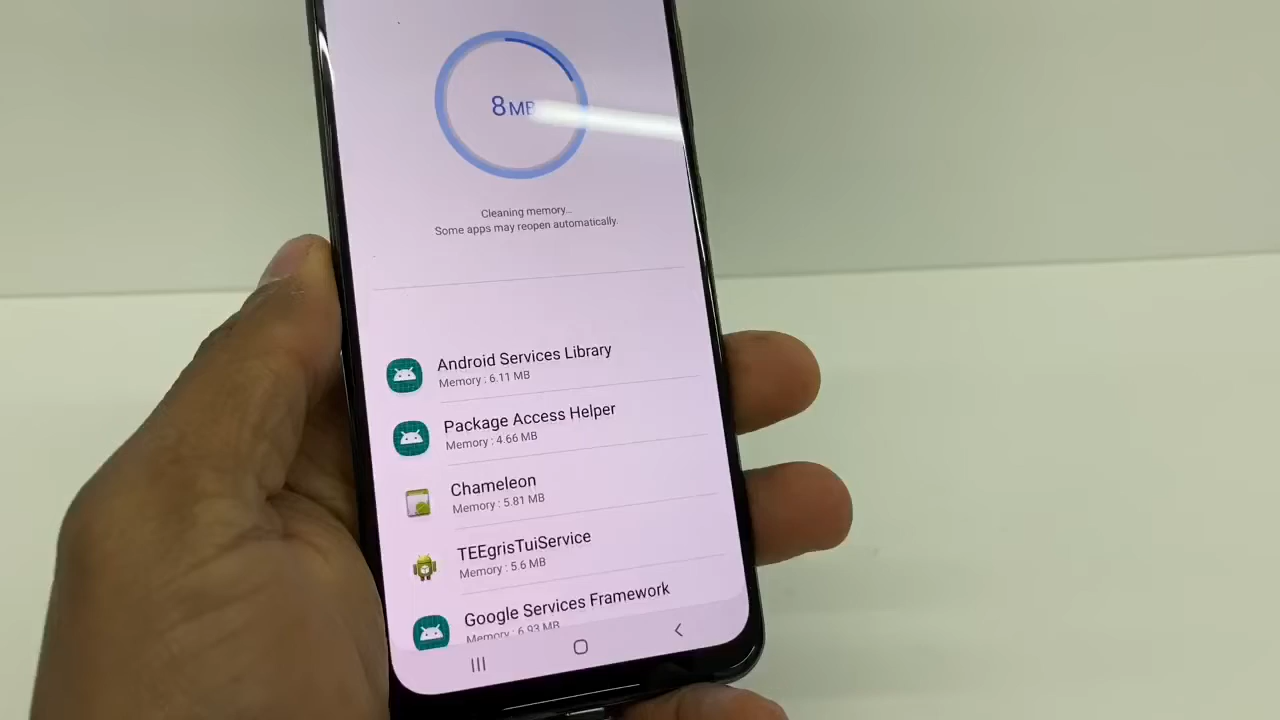 8 MB
Cleaning memory...
Some apps may reopen automatically.
Android Services Library
Memory : 6.11 MB
Package Access Helper
Memory : 4.66 MB
Chameleon
Memory : 5.81 MB
TEEgrisTuiService
Memory : 5.6 MB
Google Services Framework
Memory : 6.93 MB